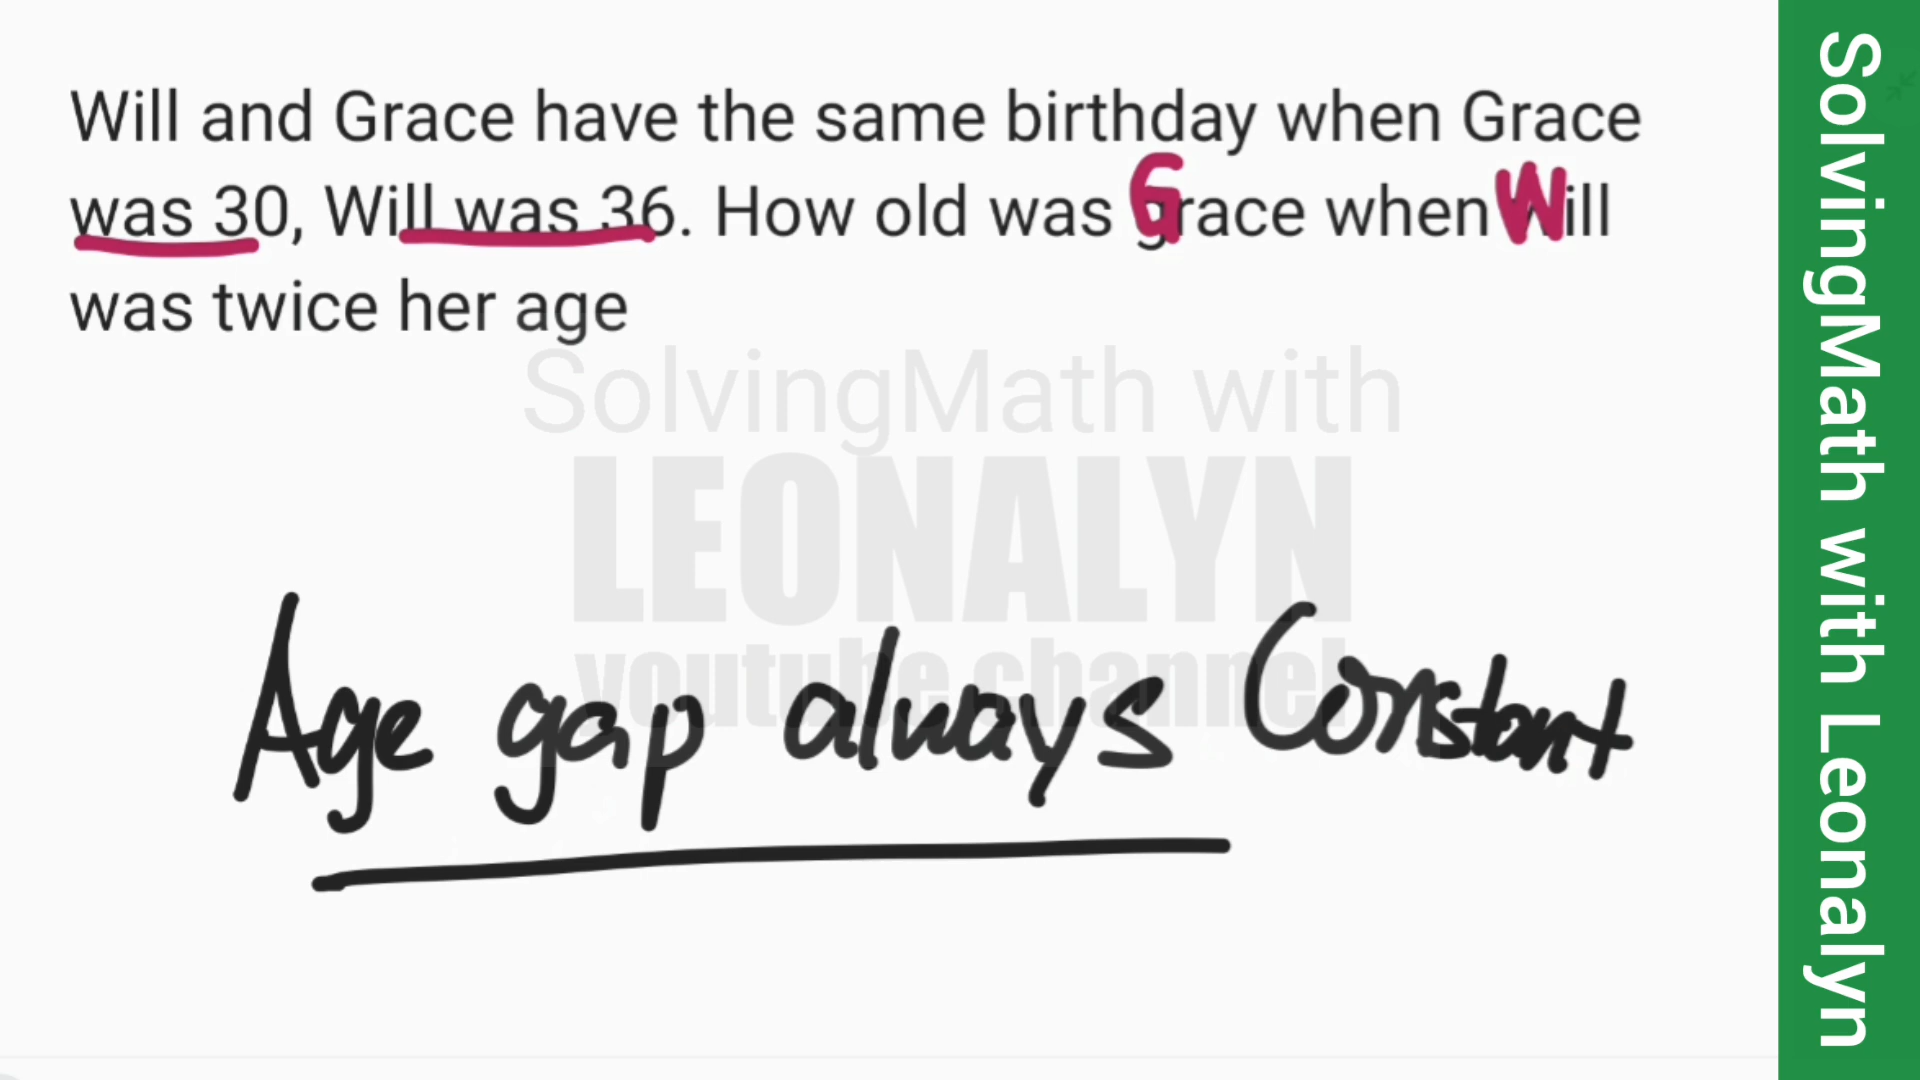 Will and Grace have the same birthday when Grace
was 30, Will was 36. How old was Grace when Will
was twice her age
SolvingMath with
LEONALYN
youtube channel
Age gap always Constant
SolvingMath with Leonalyn